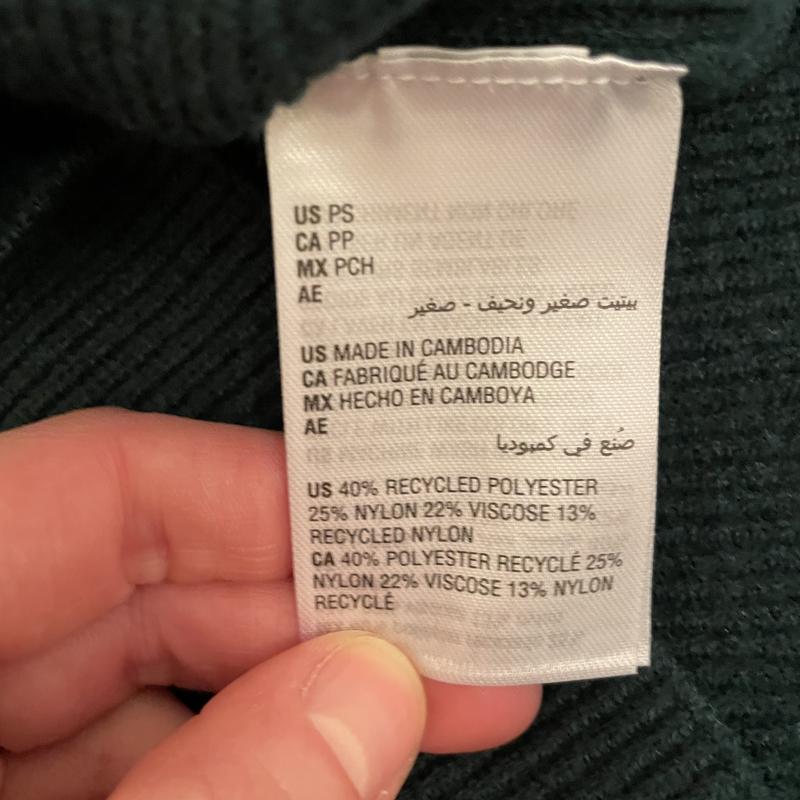 US PS
CA PP
MX PCH
AE
بيتيت صغير ونحيف - صغير
US MADE IN CAMBODIA
CA FABRIQUÉ AU CAMBODGE
MX HECHO EN CAMBOYA
AE
صُنع في كمبوديا
US 40% RECYCLED POLYESTER
25% NYLON 22% VISCOSE 13%
RECYCLED NYLON
CA 40% POLYESTER RECYCLÉ 25%
NYLON 22% VISCOSE 13% NYLON
RECYCLÉ